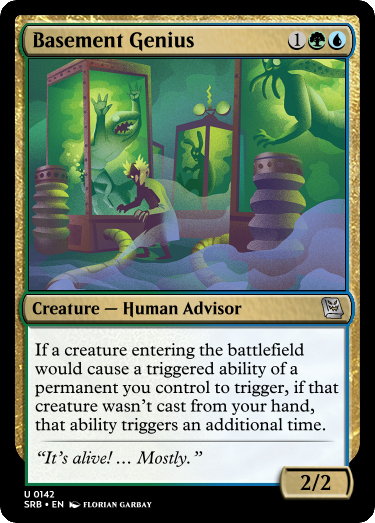 Basement Genius 1
Creature — Human Advisor
If a creature entering the battlefield
would cause a triggered ability of a
permanent you control to trigger, if that
creature wasn't cast from your hand,
that ability triggers an additional time.
"It's alive! … Mostly."
2/2
U 0142
SRB • EN FLORIAN GARBAY